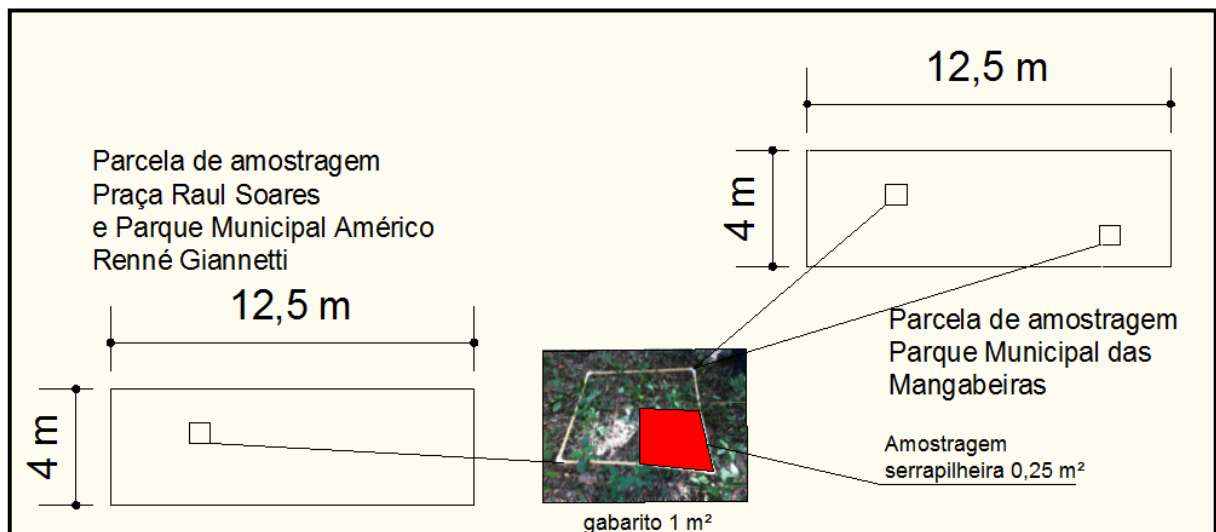 Parcela de amostragem
Praça Raul Soares
e Parque Municipal Américo
Renné Giannetti
12,5 m
4 m
12,5 m
4 m
Parcela de amostragem
Parque Municipal das
Mangabeiras
Amostragem
serrapilheira 0,25 m²
gabarito 1 m²